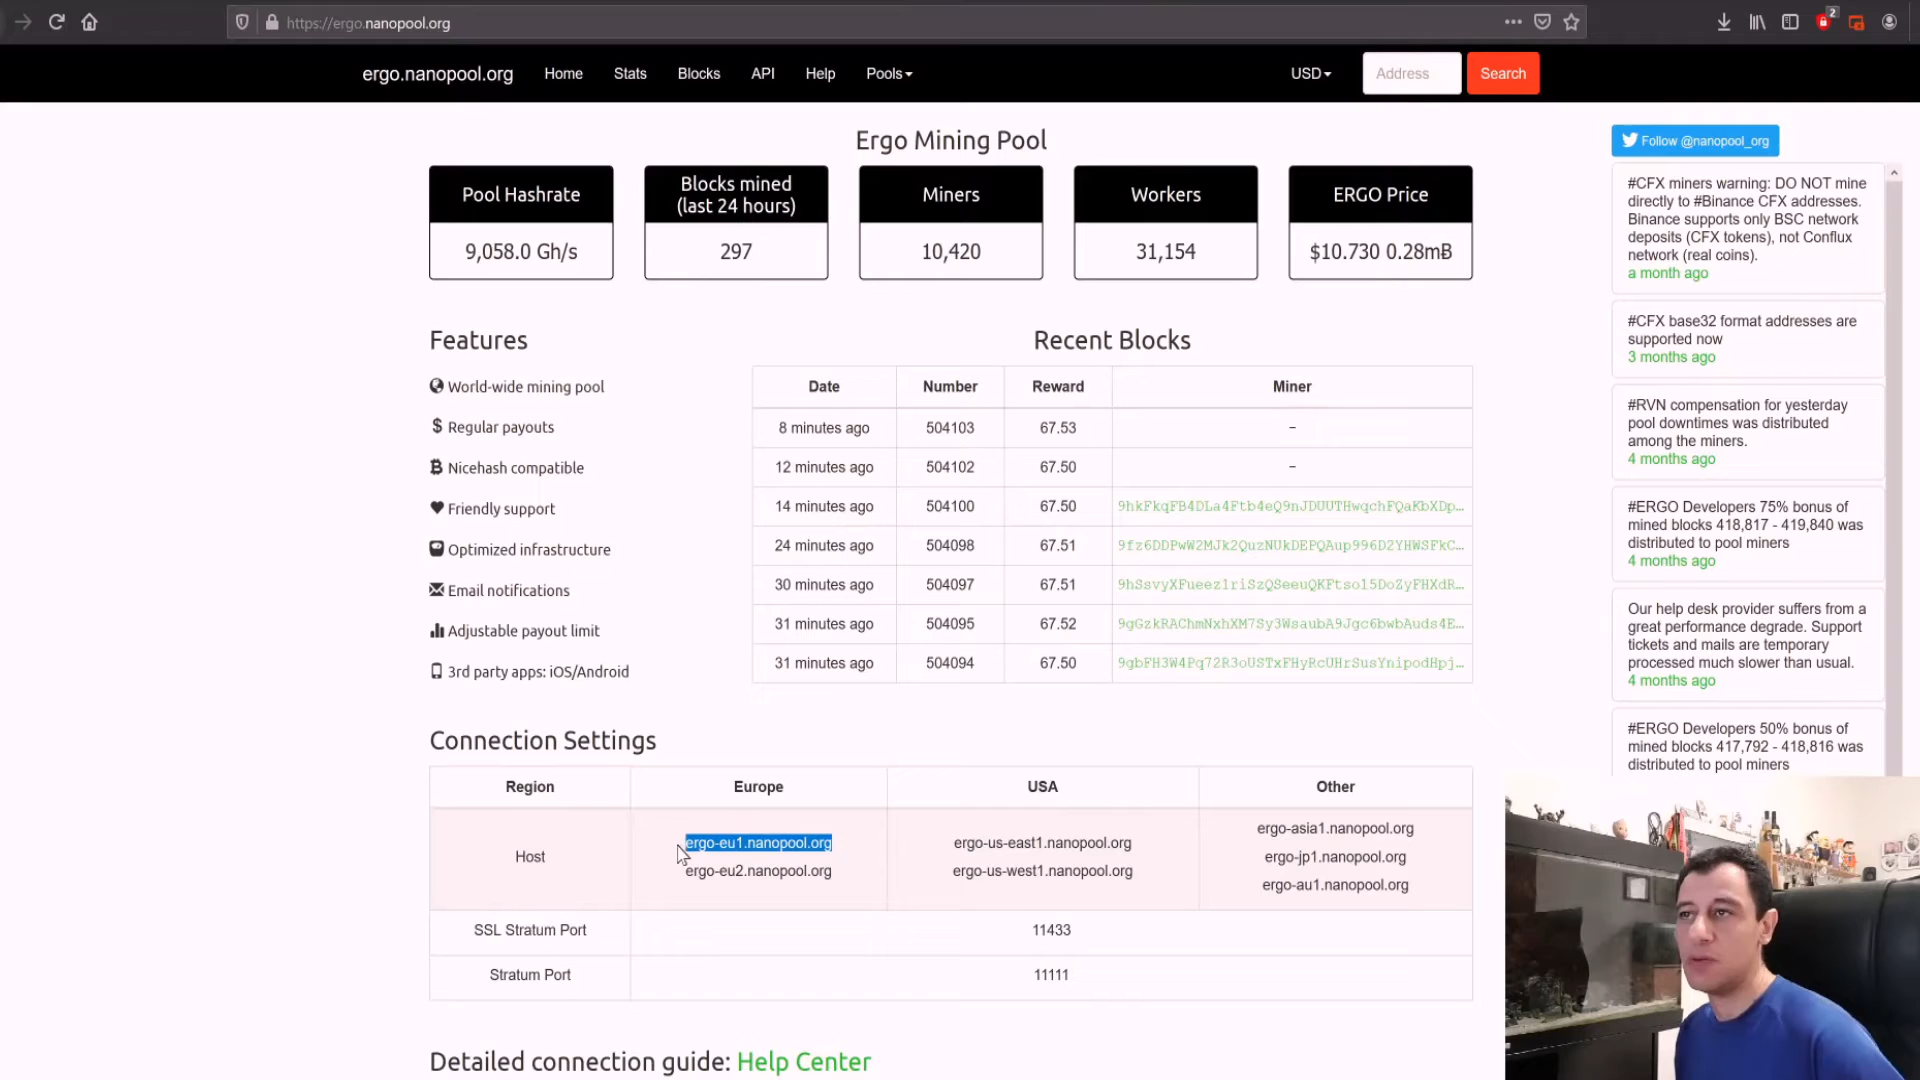 https://ergo.nanopool.org
2
ergo.nanopool.org
Home
Stats
Blocks
API
Help
Pools
USD
Address
Search
Ergo Mining Pool
Pool Hashrate
9,058.0 Gh/s
Blocks mined
(last 24 hours)
297
Miners
10,420
Workers
31,154
ERGO Price
$10.730 0.28mɃ
Follow @nanopool_org
#CFX miners warning: DO NOT mine
directly to #Binance CFX addresses.
Binance supports only BSC network
deposits (CFX tokens), not Conflux
network (real coins).
a month ago
#CFX base32 format addresses are
supported now
3 months ago
#RVN compensation for yesterday
pool downtimes was distributed
among the miners.
4 months ago
#ERGO Developers 75% bonus of
mined blocks 418,817 - 419,840 was
distributed to pool miners
4 months ago
Our help desk provider suffers from a
great performance degrade. Support
tickets and mails are temporary
processed much slower than usual.
4 months ago
#ERGO Developers 50% bonus of
mined blocks 417,792 - 418,816 was
distributed to pool miners
Features
World-wide mining pool
Regular payouts
Nicehash compatible
Friendly support
Optimized infrastructure
Email notifications
Adjustable payout limit
3rd party apps: iOS/Android
Recent Blocks
Date Number Reward Miner
8 minutes ago 504103 67.53 –
12 minutes ago 504102 67.50 –
14 minutes ago 504100 67.50 9hkFkqFB4DLa4Ftb4eQ9nJDUUTHwqchFQaKbXDp…
24 minutes ago 504098 67.51 9fz6DDPwW2MJk2QuzNUkDEPQAup996D2YHWSFkC…
30 minutes ago 504097 67.51 9hSsvyXFueez1riSzQSeeuQKFtsol5DoZyFHXdR…
31 minutes ago 504095 67.52 9gGzkRAChmNxhXM7Sy3WsaubA9Jgc6bwbAuds4E…
31 minutes ago 504094 67.50 9gbFH3W4Pq72R3oUSTxFHyRcUHrSusYnipodHpj…
Connection Settings
Region Europe USA Other
Host
ergo-eu1.nanopool.org
ergo-eu2.nanopool.org
ergo-us-east1.nanopool.org
ergo-us-west1.nanopool.org
ergo-asia1.nanopool.org
ergo-jp1.nanopool.org
ergo-au1.nanopool.org
SSL Stratum Port 11433
Stratum Port 11111
Detailed connection guide: Help Center